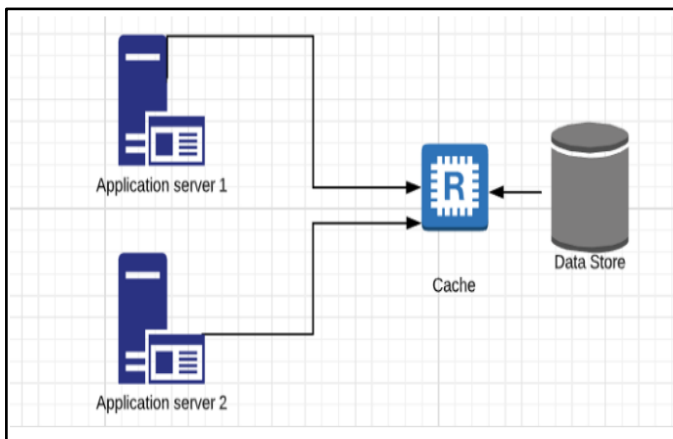 Application server 1
R
Data Store
Cache
Application server 2